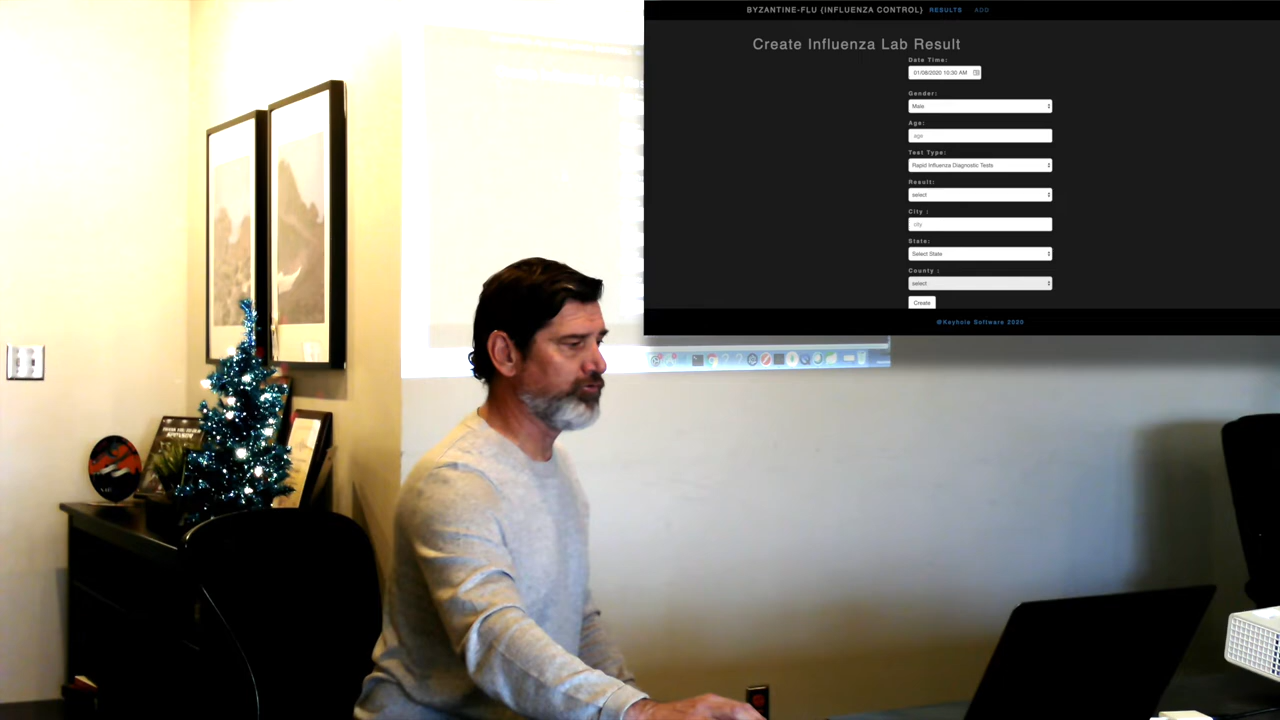 BYZANTINE-FLU {INFLUENZA CONTROL} RESULTS ADD
Create Influenza Lab Result
Date Time:
01/08/2020 10:30 AM
Gender:
Male
Age:
age
Test Type:
Rapid Influenza Diagnostic Tests
Result:
select
City :
city
State:
Select State
County :
select
Create
@Keyhole Software 2020